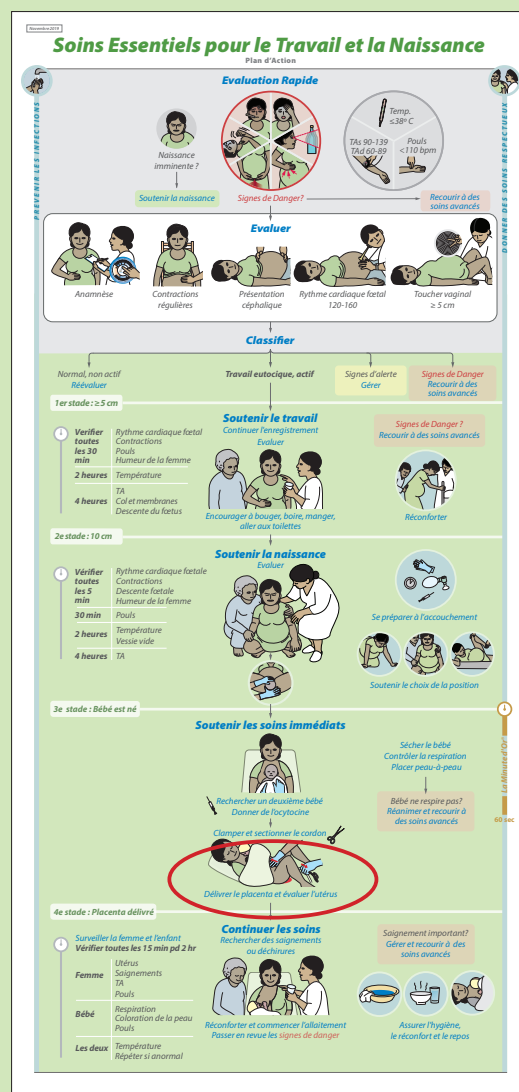 Novembre 2019
Soins Essentiels pour le Travail et la Naissance
Plan d'Action
PRÉVENIR LES INFECTIONS
DONNER DES SOINS RESPECTUEUX
Evaluation Rapide
Naissance
imminente ?
Temp.
≤38º C
TAs 90-139
TAd 60-89
Pouls
<110 bpm
Soutenir la naissance
Signes de Danger?
Recourir à des
soins avancés
Evaluer
Anamnèse
Contractions
régulières
Présentation
céphalique
Rythme cardiaque fœtal
120-160
Toucher vaginal
≥ 5 cm
Classifier
Normal, non actif
Réévaluer
Travail eutocique, actif
Signes d'alerte
Gérer
Signes de Danger
Recourir à des
soins avancés
1er stade : ≥ 5 cm
Soutenir le travail
Continuer l'enregistrement
Evaluer
Verifier
toutes
les 30
min
Rythme cardiaque fœtal
Contractions
Pouls
Humeur de la femme
2 heures
Température
4 heures
TA
Col et membranes
Descente du fœtus
Encourager à bouger, boire, manger,
aller aux toilettes
Signes de Danger ?
Recourir à des soins avancés
Réconforter
2e stade : 10 cm
Soutenir la naissance
Evaluer
Vérifier
toutes
les 5
min
Rythme cardiaque fœtale
Contractions
Descente fœtale
Humeur de la femme
30 min
Pouls
2 heures
Température
Vessie vide
4 heures
TA
Se préparer à l'accouchement
Soutenir le choix de la position
3e stade : Bébé est né
Soutenir les soins immédiats
Sécher le bébé
Contrôler la respiration
Placer peau-à-peau
La Minute d'Or
60 sec
Rechercher un deuxième bébé
Donner de l'ocytocine
Bébé ne respire pas?
Réanimer et recourir à
des soins avancés
Clamper et sectionner le cordon
Délivrer le placenta et évaluer l'utérus
4e stade : Placenta délivré
Continuer les soins
Rechercher des saignements
ou déchirures
Surveiller la femme et l'enfant
Vérifier toutes les 15 min pd 2 hr
Femme
Utérus
Saignements
TA
Pouls
Bébé
Respiration
Coloration de la peau
Pouls
Les deux
Température
Répéter si anormal
Réconforter et commencer l'allaitement
Passer en revue les signes de danger
Saignement important?
Gérer et recourir à des
soins avancés
Assurer l'hygiène,
le réconfort et le repos